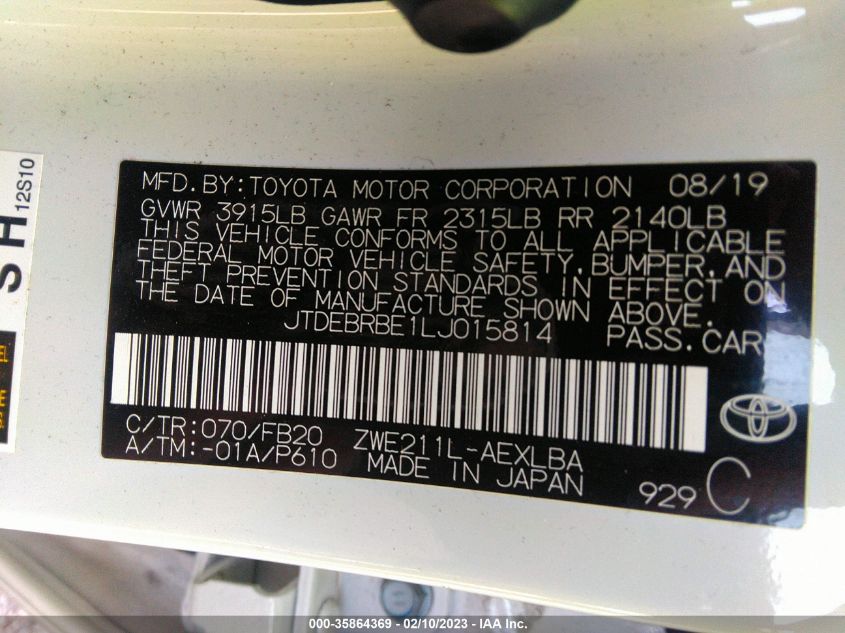 12S10
S H
MFD.BY:TOYOTA MOTOR CORPORATION 08/19
GVWR 3915LB GAWR FR 2315LB RR 2140LB
THIS VEHICLE CONFORMS TO ALL APPLICABLE
FEDERAL MOTOR VEHICLE SAFETY,BUMPER,AND
THEFT PREVENTION STANDARDS IN EFFECT ON
THE DATE OF MANUFACTURE SHOWN ABOVE.
JTDEBRBE1LJ015814 PASS.CAR
C/TR:070/FB20 ZWE211L-AEXLBA
A/TM:-01A/P610 MADE IN JAPAN
929 C
000-35864369 - 02/10/2023 - IAA Inc.